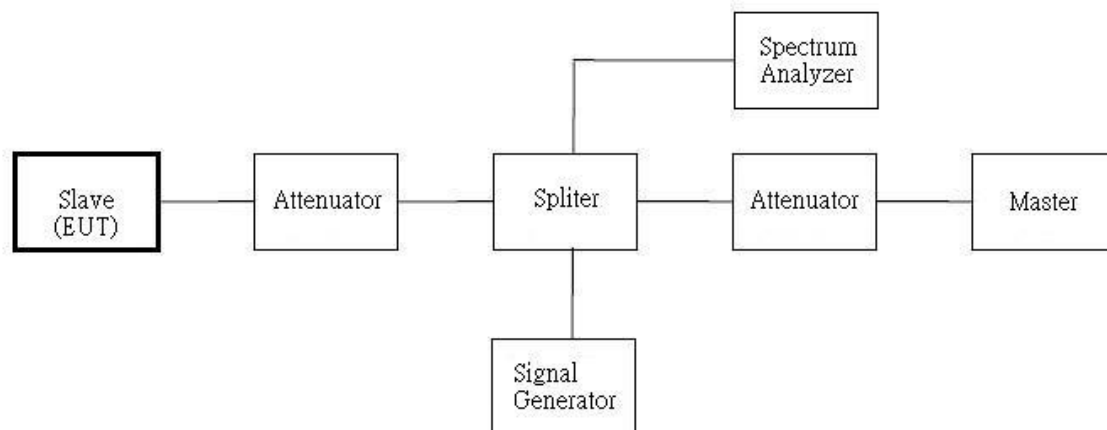 Spectrum
Analyzer
Slave
(EUT)
Attenuator
Spliter
Attenuator
Master
Signal
Generator